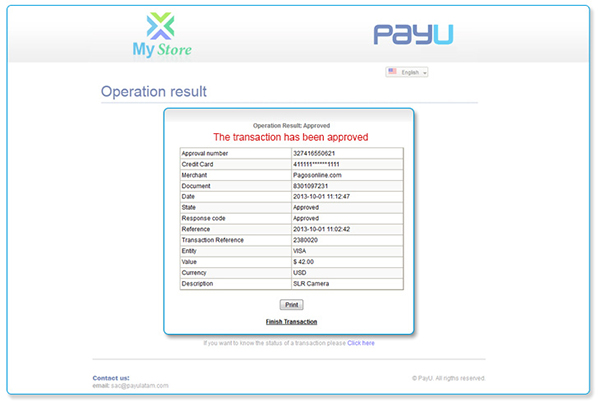 My Store
PayU
English
Operation result
Operation Result: Approved
The transaction has been approved
Approval number 327416550621
Credit Card 411111******1111
Merchant Pagosonline.com
Document 8301097231
Date 2013-10-01 11:12:47
State Approved
Response code Approved
Reference 2013-10-01 11:02:42
Transaction Reference 2380020
Entity VISA
Value $ 42.00
Currency USD
Description SLR Camera
Print
Finish Transaction
If you want to know the status of a transaction please Click here
Contact us:
email: sac@payulatam.com
© PayU. All rigths reserved.